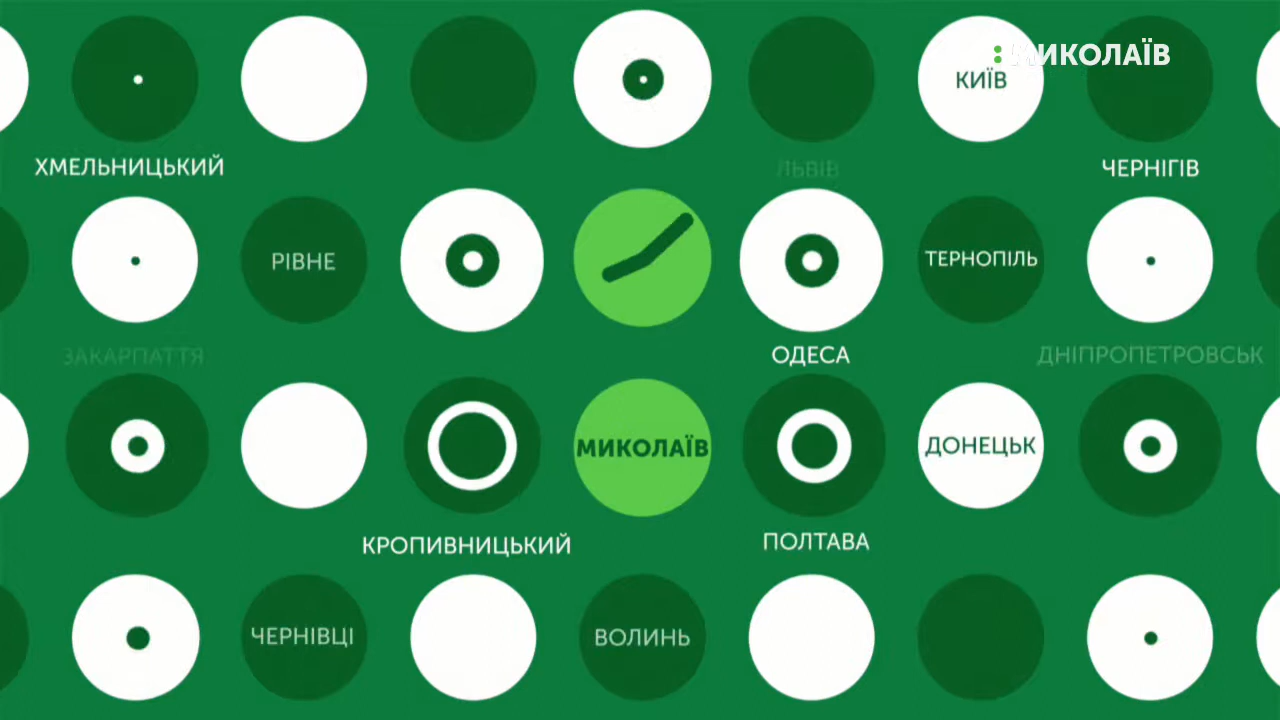 : МИКОЛАЇВ
КИЇВ
ХМЕЛЬНИЦЬКИЙ
ЛЬВІВ
ЧЕРНІГІВ
РІВНЕ
ТЕРНОПІЛЬ
ЗАКАРПАТТЯ
ОДЕСА
ДНІПРОПЕТРОВСЬК
МИКОЛАЇВ
ДОНЕЦЬК
КРОПИВНИЦЬКИЙ
ПОЛТАВА
ЧЕРНІВЦІ
ВОЛИНЬ